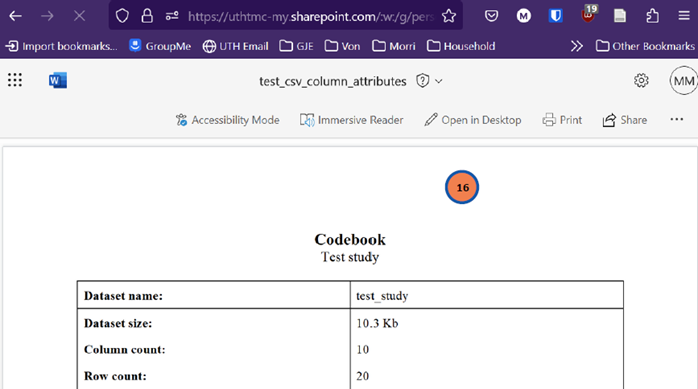 https://uthtmc-my.sharepoint.com/:w:/g/pers
19
Import bookmarks...
GroupMe
UTH Email
GJE
Von
Morri
Household
Other Bookmarks
W
test_csv_column_attributes
MM
Accessibility Mode
Immersive Reader
Open in Desktop
Print
Share
16
Codebook
Test study
Dataset name: test_study
Dataset size: 10.3 Kb
Column count: 10
Row count: 20